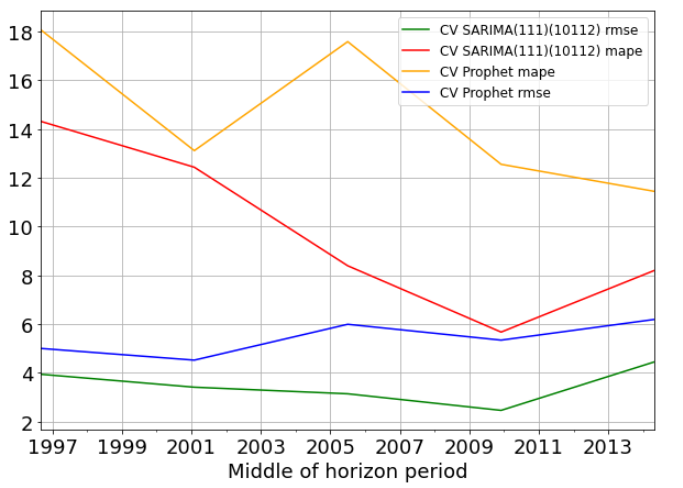 CV SARIMA(111)(10112) rmse
CV SARIMA(111)(10112) mape
CV Prophet mape
CV Prophet rmse
18
16
14
12
10
8
6
4
2
1997 1999 2001 2003 2005 2007 2009 2011 2013
Middle of horizon period